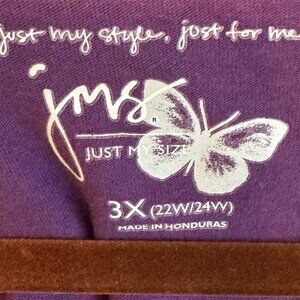 just my style, just for me
jms®
JUST MY SIZE
3X (22W/24W)
MADE IN HONDURAS